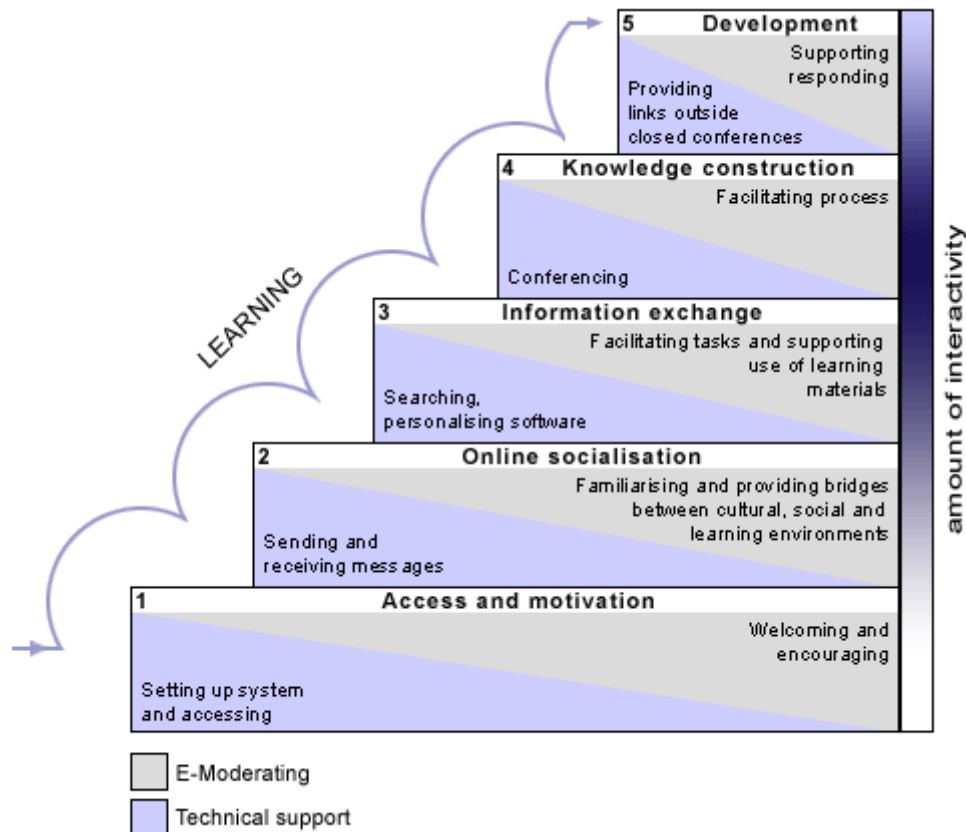 5 Development
Supporting
responding
Providing
links outside
closed conferences
4 Knowledge construction
Facilitating process
Conferencing
3 Information exchange
Facilitating tasks and supporting
use of learning
materials
Searching,
personalising software
2 Online socialisation
Familiarising and providing bridges
between cultural, social and
learning environments
Sending and
receiving messages
1 Access and motivation
Welcoming and
encouraging
Setting up system
and accessing
LEARNING
amount of interactivity
E-Moderating
Technical support